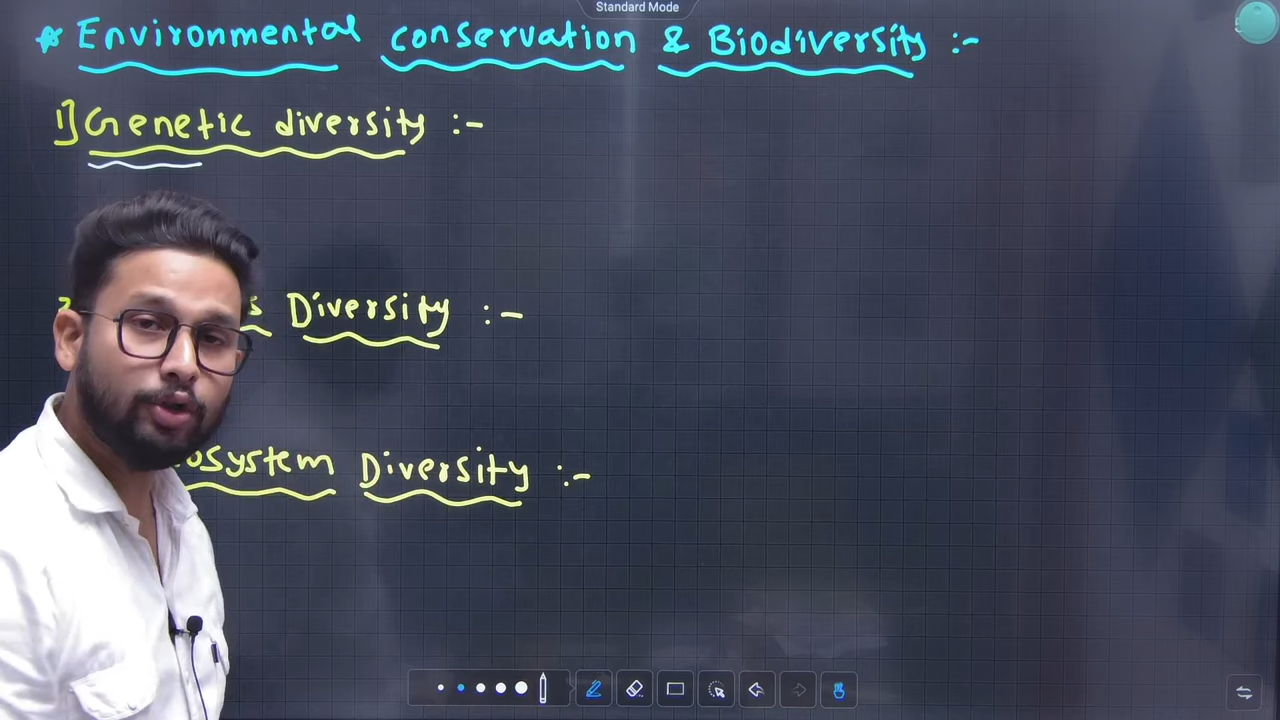 Standard Mode
* Environmental conservation & Biodiversity :-
1] Genetic diversity :-
Diversity :-
Diversity :-